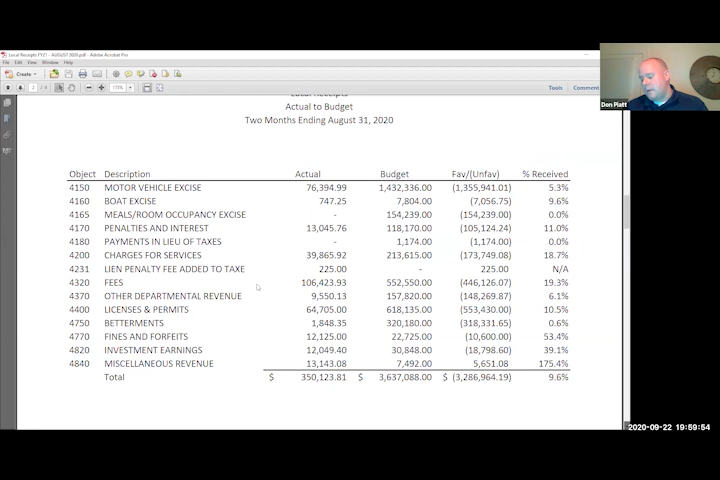 Local Receipts FY21 - AUGUST 2020.pdf - Adobe Acrobat Pro
File Edit View Window Help
Create
Tools Comment
Don Platt
Local Receipts
Actual to Budget
Two Months Ending August 31, 2020
Object Description Actual Budget Fav/(Unfav) % Received
4150 MOTOR VEHICLE EXCISE 76,394.99 1,432,336.00 (1,355,941.01) 5.3%
4160 BOAT EXCISE 747.25 7,804.00 (7,056.75) 9.6%
4165 MEALS/ROOM OCCUPANCY EXCISE - 154,239.00 (154,239.00) 0.0%
4170 PENALTIES AND INTEREST 13,045.76 118,170.00 (105,124.24) 11.0%
4180 PAYMENTS IN LIEU OF TAXES - 1,174.00 (1,174.00) 0.0%
4200 CHARGES FOR SERVICES 39,865.92 213,615.00 (173,749.08) 18.7%
4231 LIEN PENALTY FEE ADDED TO TAXE 225.00 - 225.00 N/A
4320 FEES 106,423.93 552,550.00 (446,126.07) 19.3%
4370 OTHER DEPARTMENTAL REVENUE 9,550.13 157,820.00 (148,269.87) 6.1%
4400 LICENSES & PERMITS 64,705.00 618,135.00 (553,430.00) 10.5%
4750 BETTERMENTS 1,848.35 320,180.00 (318,331.65) 0.6%
4770 FINES AND FORFEITS 12,125.00 22,725.00 (10,600.00) 53.4%
4820 INVESTMENT EARNINGS 12,049.40 30,848.00 (18,798.60) 39.1%
4840 MISCELLANEOUS REVENUE 13,143.08 7,492.00 5,651.08 175.4%
Total $ 350,123.81 $ 3,637,088.00 $ (3,286,964.19) 9.6%
2020-09-22 19:59:54